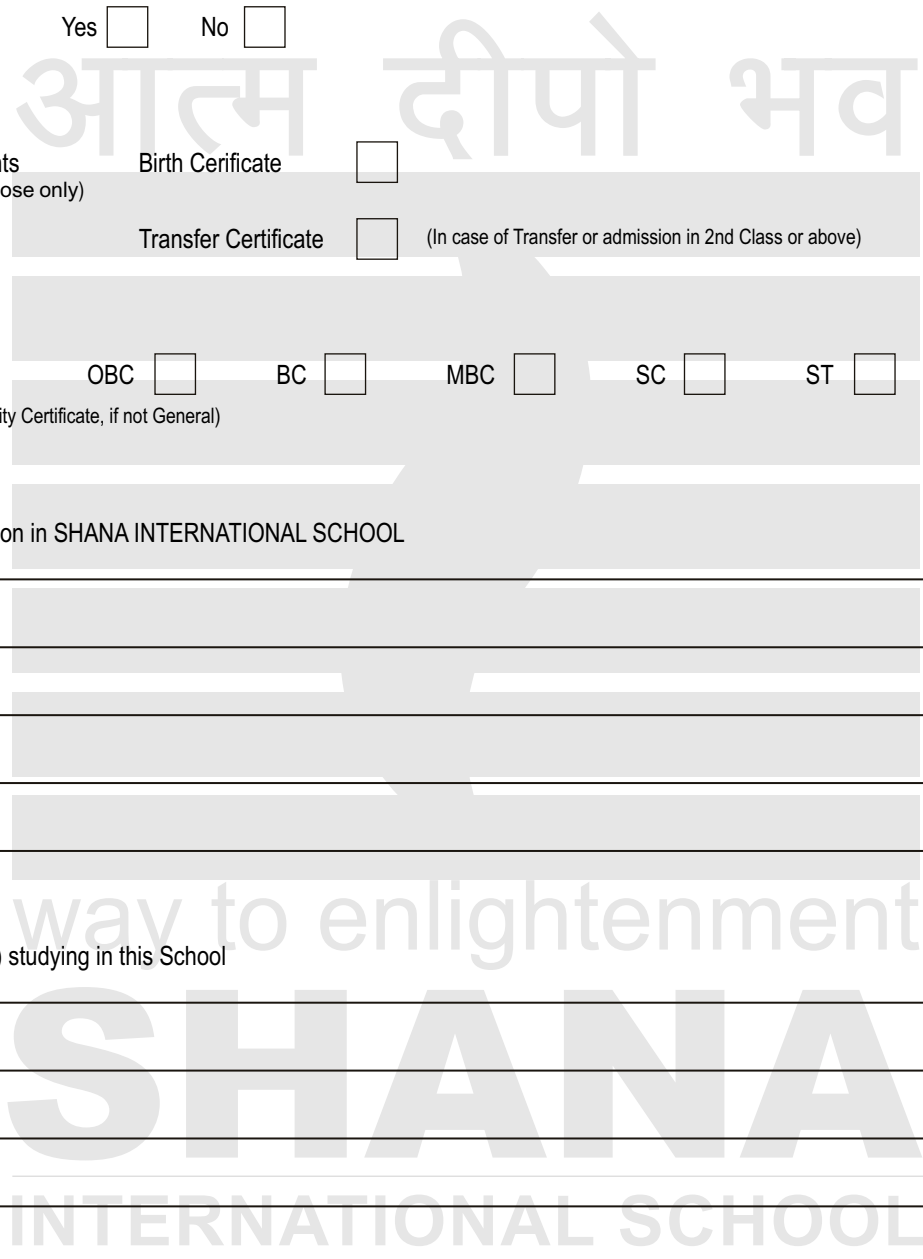 Yes No
आत्म दीपो भव
nts Birth Cerificate
ose only)
Transfer Certificate (In case of Transfer or admission in 2nd Class or above)
OBC BC MBC SC ST
ity Certificate, if not General)
on in SHANA INTERNATIONAL SCHOOL
way to enlightenment
) studying in this School
SHANA
INTERNATIONAL SCHOOL